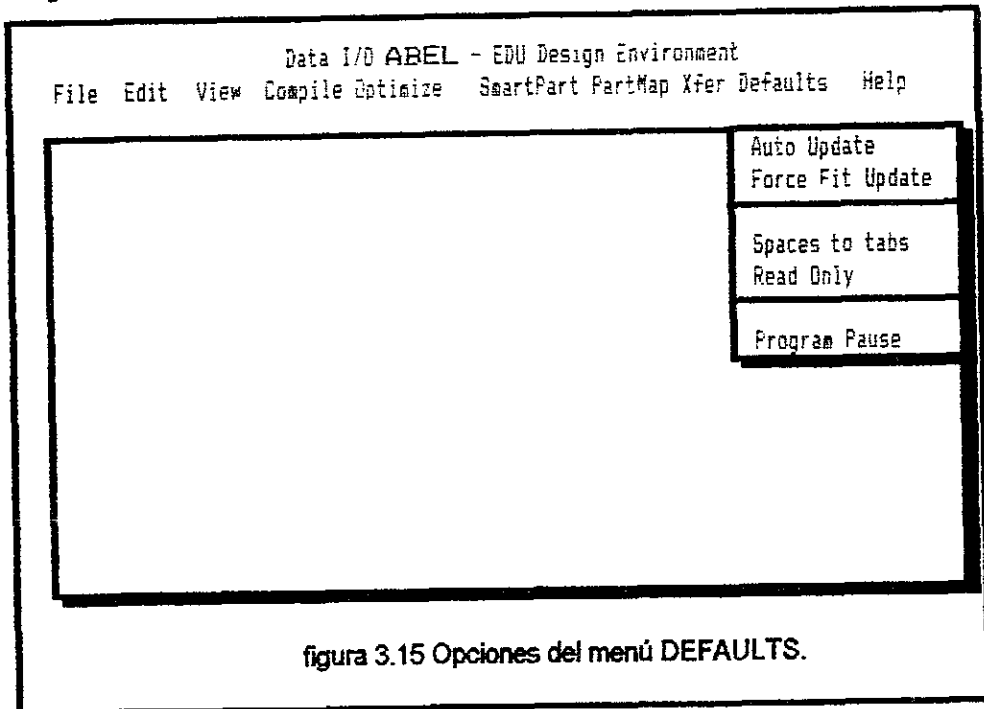 Data I/O ABEL - EDU Design Environment
File Edit View Compile Optimize SmartPart PartMap Xfer Defaults Help
Auto Update
Force Fit Update
Spaces to tabs
Read Only
Program Pause
figura 3.15 Opciones del menú DEFAULTS.